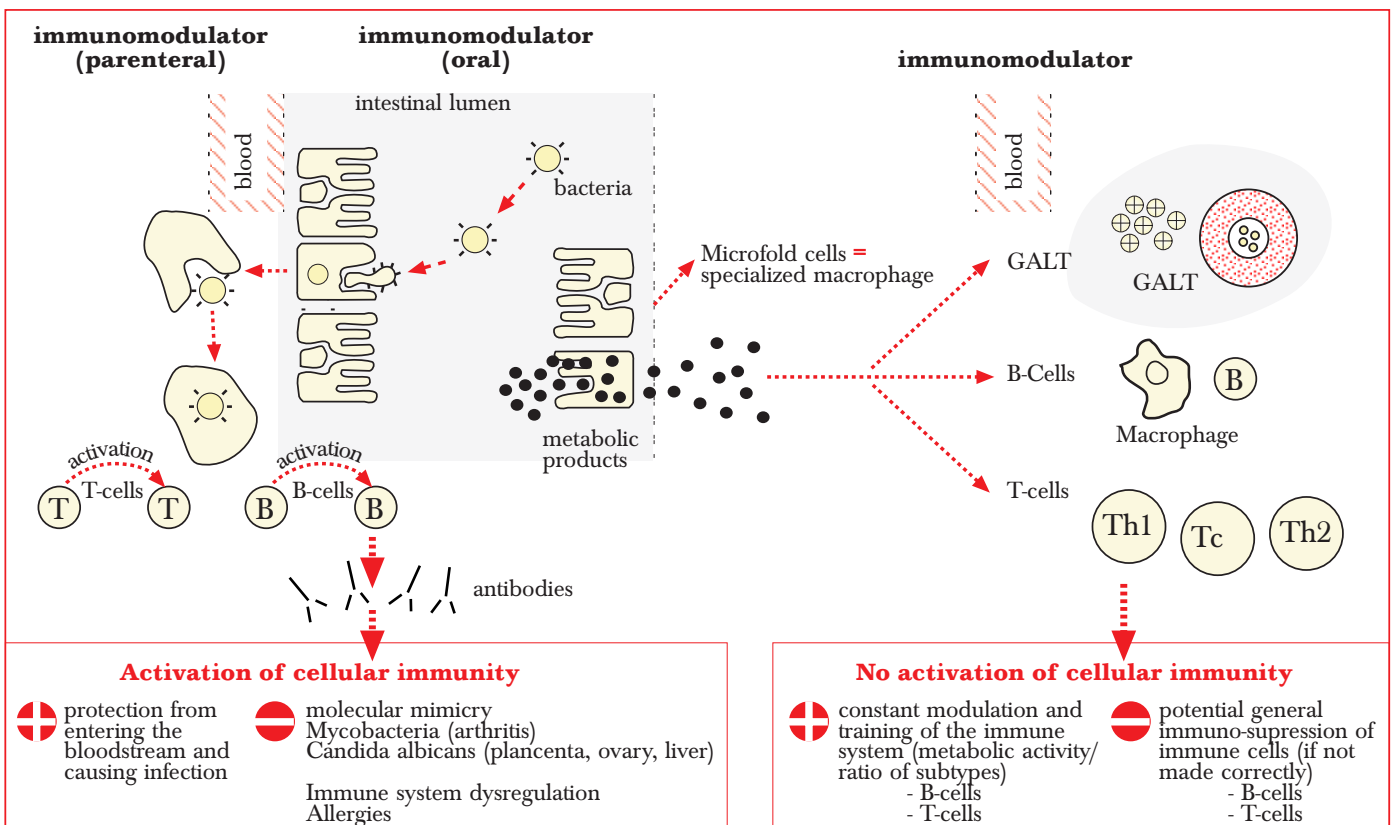 immunomodulator
(parenteral)
immunomodulator
(oral)
immunomodulator
intestinal lumen
blood
bacteria
blood
Microfold cells =
specialized macrophage
GALT
GALT
B-Cells
B
Macrophage
metabolic
products
activation
T-cells
T
T
activation
B-cells
B
B
T-cells
Th1
Tc
Th2
antibodies
Activation of cellular immunity
protection from
entering the
bloodstream and
causing infection
molecular mimicry
Mycobacteria (arthritis)
Candida albicans (plancenta, ovary, liver)
Immune system dysregulation
Allergies
No activation of cellular immunity
constant modulation and
training of the immune
system (metabolic activity/
ratio of subtypes)
- B-cells
- T-cells
potential general
immuno-supression of
immune cells (if not
made correctly)
- B-cells
- T-cells